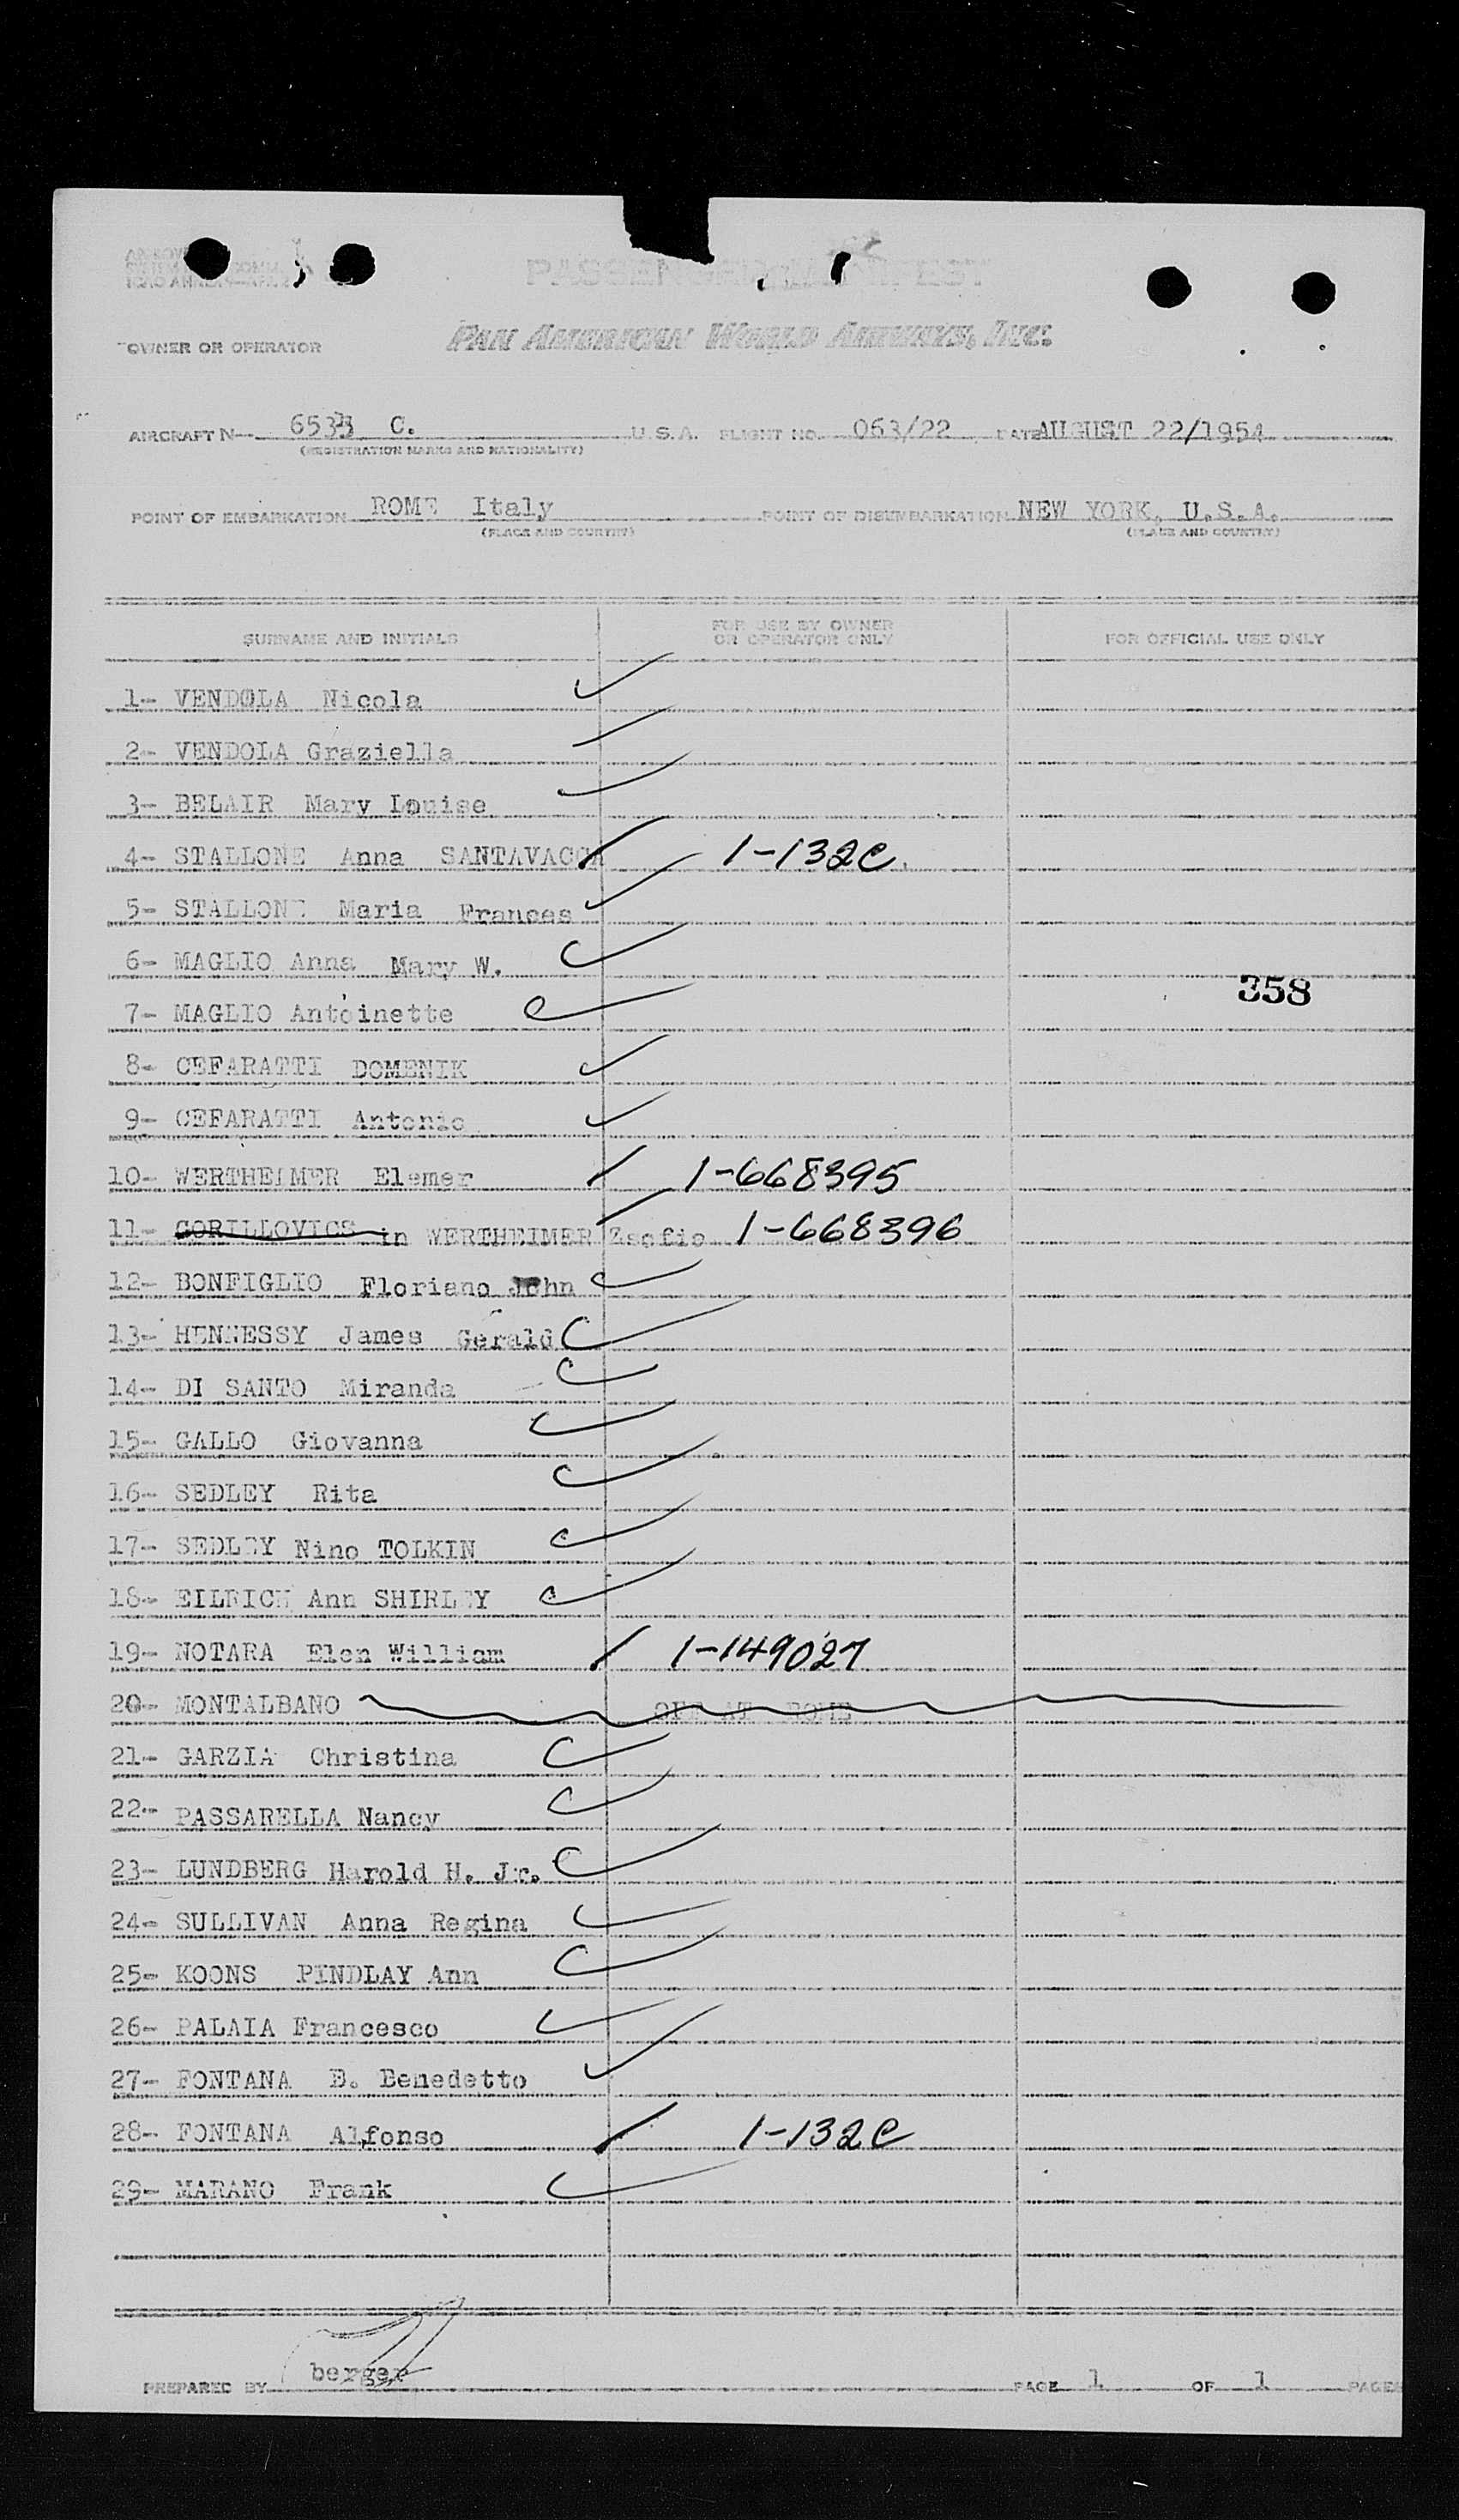 PASSENGER MANIFEST
PAN AMERICAN WORLD AIRWAYS, INC.
OWNER OR OPERATOR
AIRCRAFT N— C. U.S.A. FLIGHT NO. 063/22 DATE AUGUST 22/1954
(REGISTRATION MARKS AND NATIONALITY)
POINT OF EMBARKATION ROME Italy POINT OF DISEMBARKATION NEW YORK, U.S.A.
(PLACE AND COUNTRY) (PLACE AND COUNTRY)
SURNAME AND INITIALS FOR USE BY OWNER OR OPERATOR ONLY FOR OFFICIAL USE ONLY
1- VENDOLA Nicola
2- VENDOLA Graziella
3- BELAIR Mary Louise
4- STALLONE Anna SANTAVACCA 1-132C
5- STALLONE Maria Frances
6- MAGLIO Anna Mary W.
358
7- MAGLIO Antoinette
8- CEFARATTI DOMENIK
9- CEFARATTI Antonio
10- WERTHEIMER Elemer 1-668395
11- GORILLOVICS in WERTHEIMER Zsofie 1-668396
12- BONFIGLIO Floriano John
13- HENNESSY James Gerald
14- DI SANTO Miranda
15- GALLO Giovanna
16- SEDLEY Rita
17- SEDLEY Nino TOLKIN
18- Ann SHIRLEY
19- NOTARA Elen William 1-149027
20- MONTALBANO OFF AT ROME
21- GARZIA Christina
22- PASSARELLA Nancy
23- LUNDBERG Harold H. Jr.
24- SULLIVAN Anna Regina
25- KOONS PINDLAY Ann
26- PALAIA Francesco
27- FONTANA B. Benedetto
28- FONTANA Alfonso 1-132C
29- MARANO Frank
PREPARED BY berger PAGE 1 OF 1 PAGES